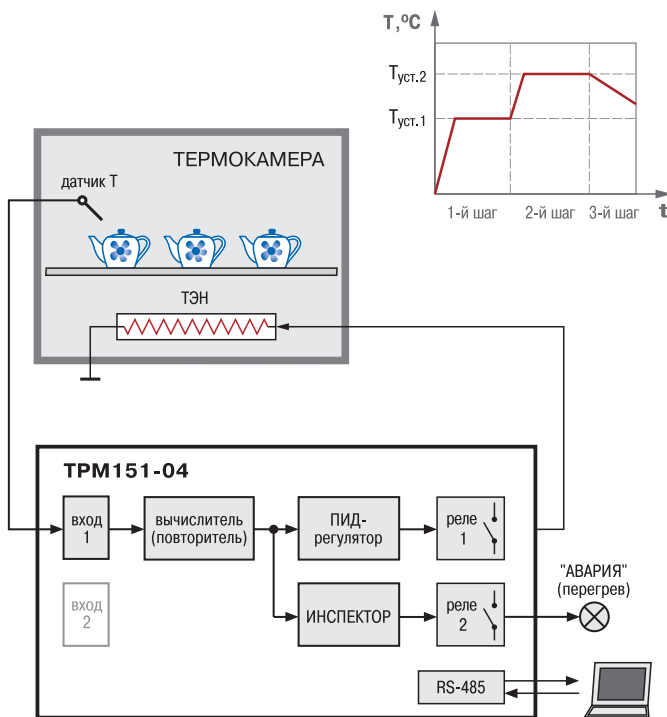 T,ºC
Tуст.2
Tуст.1
1-й шаг
2-й шаг
3-й шаг
t
ТЕРМОКАМЕРА
датчик Т
ТЭН
ТРМ151-04
вход
1
вычислитель
(повторитель)
ПИД-
регулятор
реле
1
вход
2
ИНСПЕКТОР
реле
2
"АВАРИЯ"
(перегрев)
RS-485